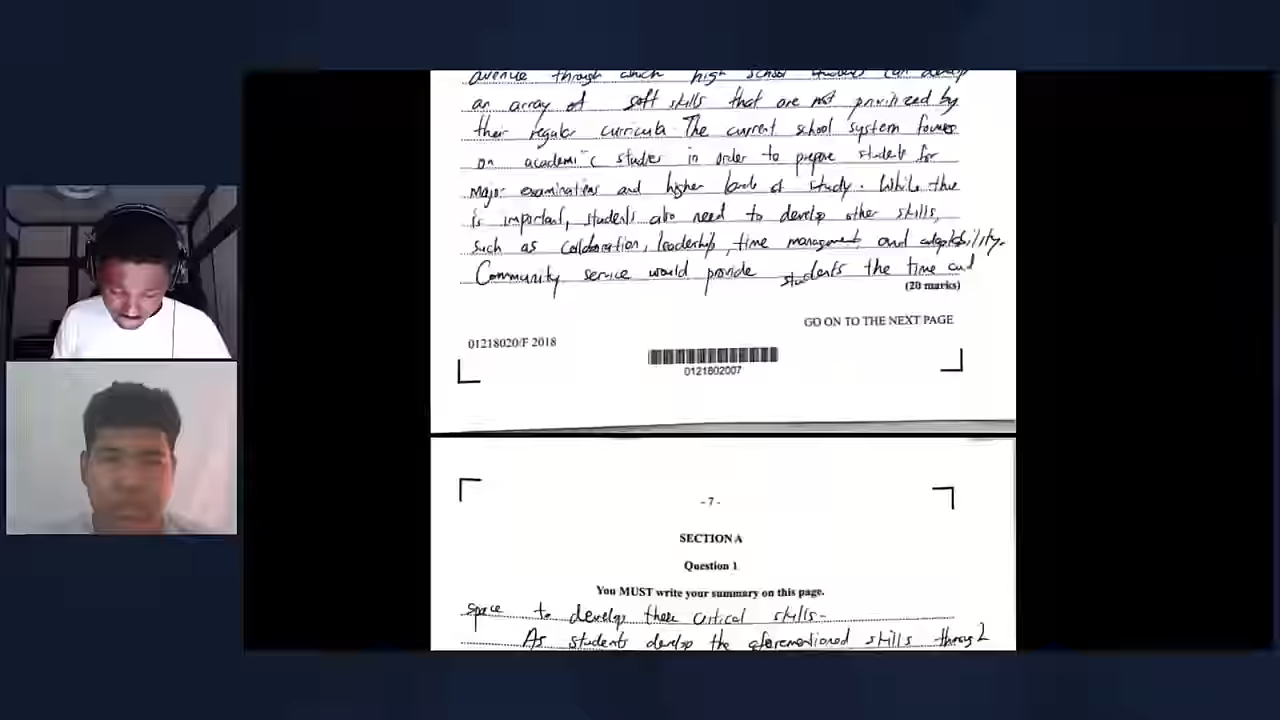 avenue through which high school students can develop
an array of soft skills that are not prioritized by
their regular curricula. The current school system focuses
on academic studies in order to prepare students for
major examinations and higher levels of study. While this
is important, students also need to develop other skills,
such as collaboration, leadership, time management and adaptability.
Community service would provide students the time and
(20 marks)
GO ON TO THE NEXT PAGE
01218020/F 2018
0121802007
- 7 -
SECTION A
Question 1
You MUST write your summary on this page.
space to develop these critical skills.
As students develop the aforementioned skills through